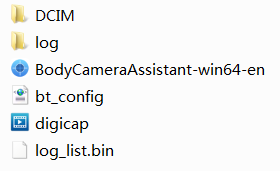 DCIM
log
BodyCameraAssistant-win64-en
bt_config
digicap
log_list.bin